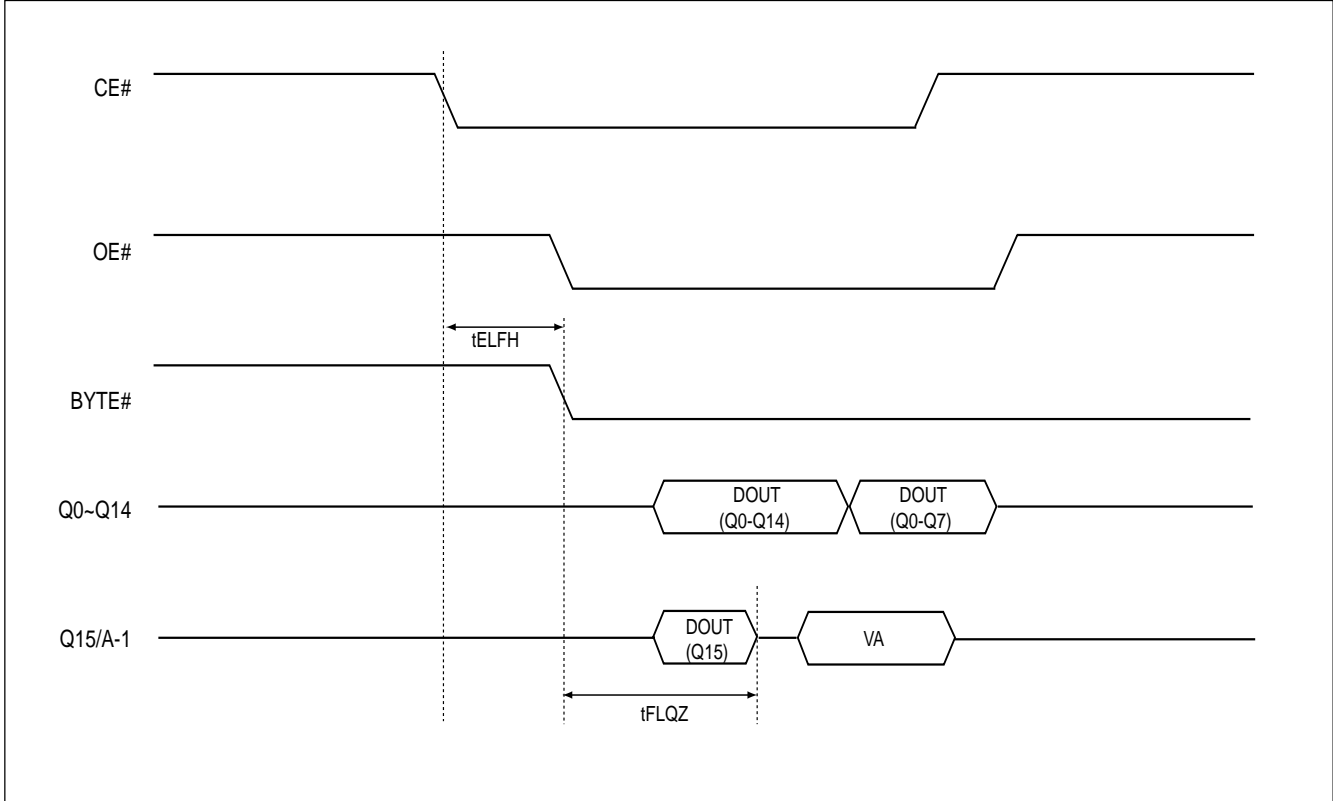 CE#
OE#
tELFH
BYTE#
Q0~Q14
DOUT
(Q0-Q14)
DOUT
(Q0-Q7)
Q15/A-1
DOUT
(Q15)
VA
tFLQZ